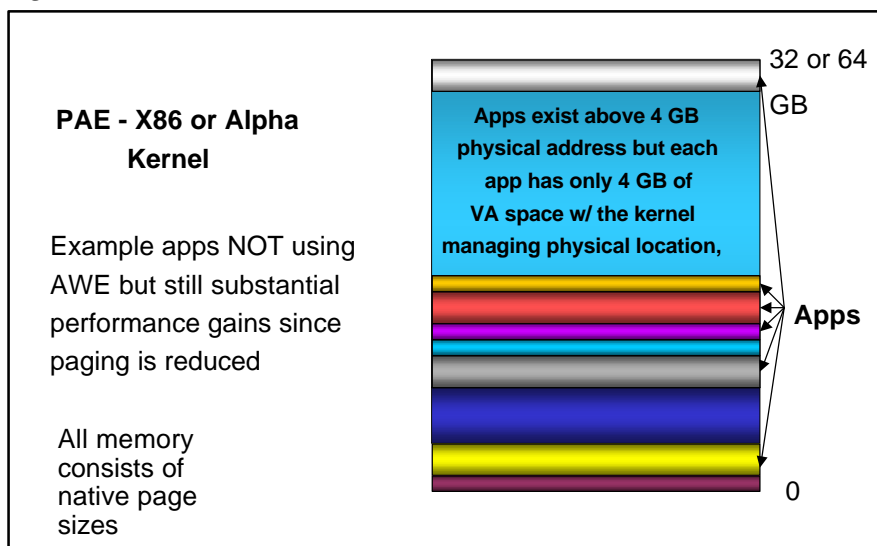 PAE - X86 or Alpha
Kernel
Example apps NOT using
AWE but still substantial
performance gains since
paging is reduced
All memory
consists of
native page
sizes
32 or 64
GB
Apps exist above 4 GB
physical address but each
app has only 4 GB of
VA space w/ the kernel
managing physical location,
Apps
0